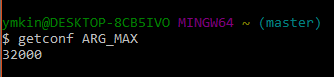 ymkin@DESKTOP-8CB5IVO MINGW64 ~ (master)
$ getconf ARG_MAX
32000